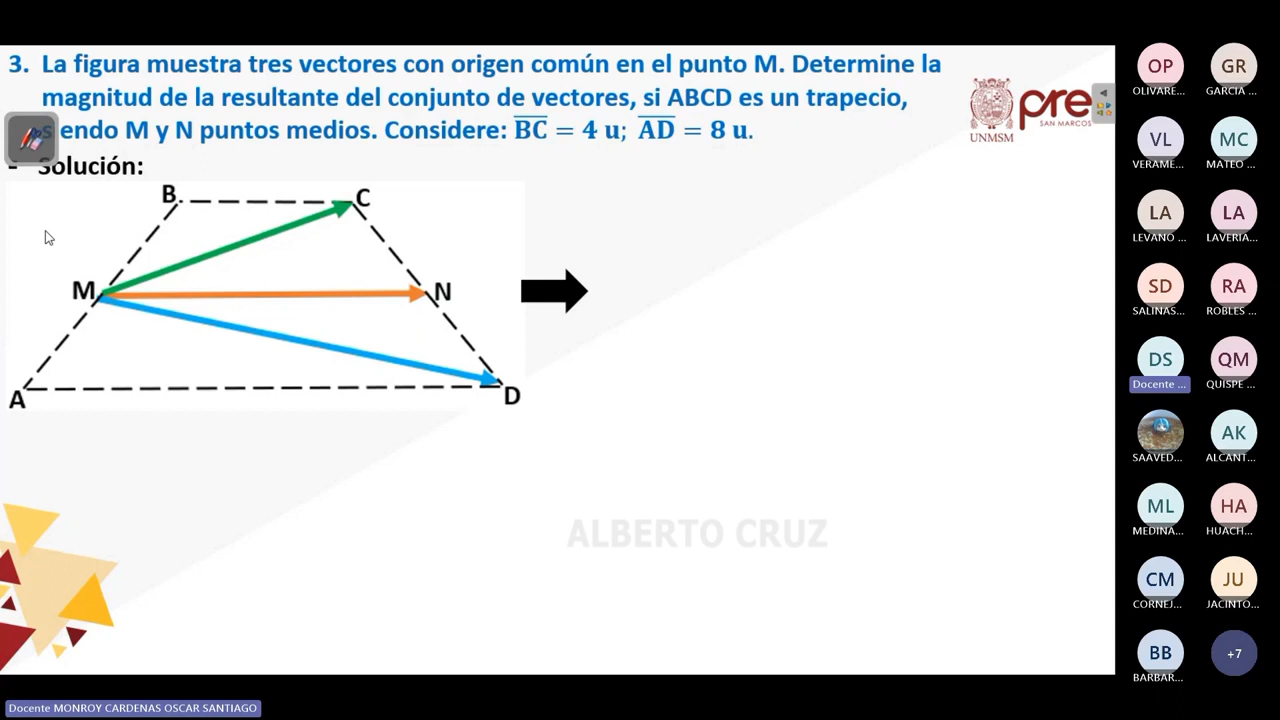 3. La figura muestra tres vectores con origen común en el punto M. Determine la
magnitud de la resultante del conjunto de vectores, si ABCD es un trapecio,
siendo M y N puntos medios. Considere: B̅C̅ = 4 u; A̅D̅ = 8 u.
- Solución:
B
C
M
N
A
D
UNMSM
pre
SAN MARCOS
ALBERTO CRUZ
OP
OLIVARE...
GR
GARCIA ...
VL
VERAME...
MC
MATEO ...
LA
LEVANO ...
LA
LAVERIA...
SD
SALINAS...
RA
ROBLES ...
DS
Docente ...
QM
QUISPE ...
SAAVED...
AK
ALCANT...
ML
MEDINA...
HA
HUACH...
CM
CORNEJ...
JU
JACINTO...
BB
BARBAR...
+7
Docente MONROY CARDENAS OSCAR SANTIAGO